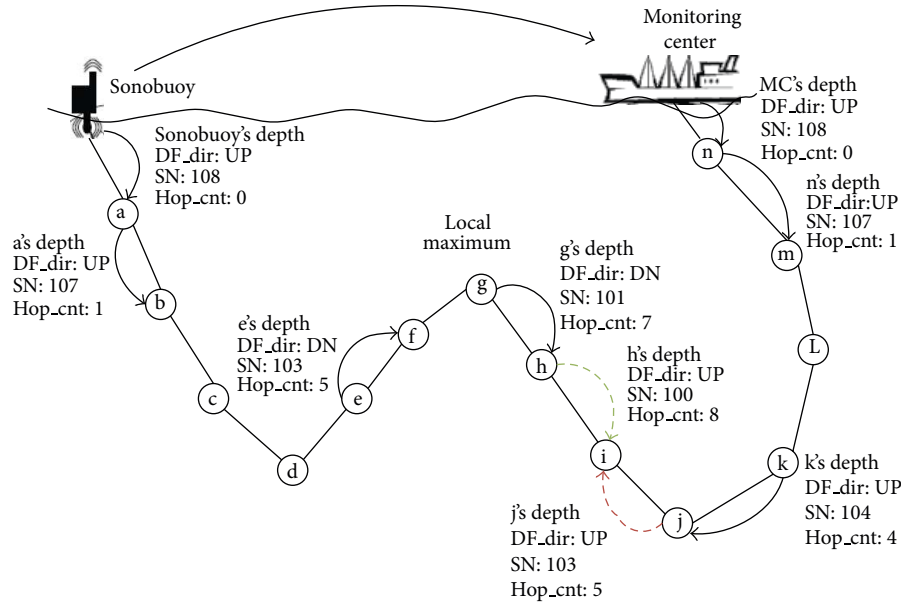 Monitoring
center
Sonobuoy
MC's depth
DF_dir: UP
SN: 108
Hop_cnt: 0
Sonobuoy's depth
DF_dir: UP
SN: 108
Hop_cnt: 0
n
n's depth
DF_dir:UP
SN: 107
Hop_cnt: 1
a
a's depth
DF_dir: UP
SN: 107
Hop_cnt: 1
Local
maximum
m
g's depth
DF_dir: DN
SN: 101
Hop_cnt: 7
g
b
e's depth
DF_dir: DN
SN: 103
Hop_cnt: 5
f
h
L
h's depth
DF_dir: UP
SN: 100
Hop_cnt: 8
c
e
d
i
k
k's depth
DF_dir: UP
SN: 104
Hop_cnt: 4
j
j's depth
DF_dir: UP
SN: 103
Hop_cnt: 5